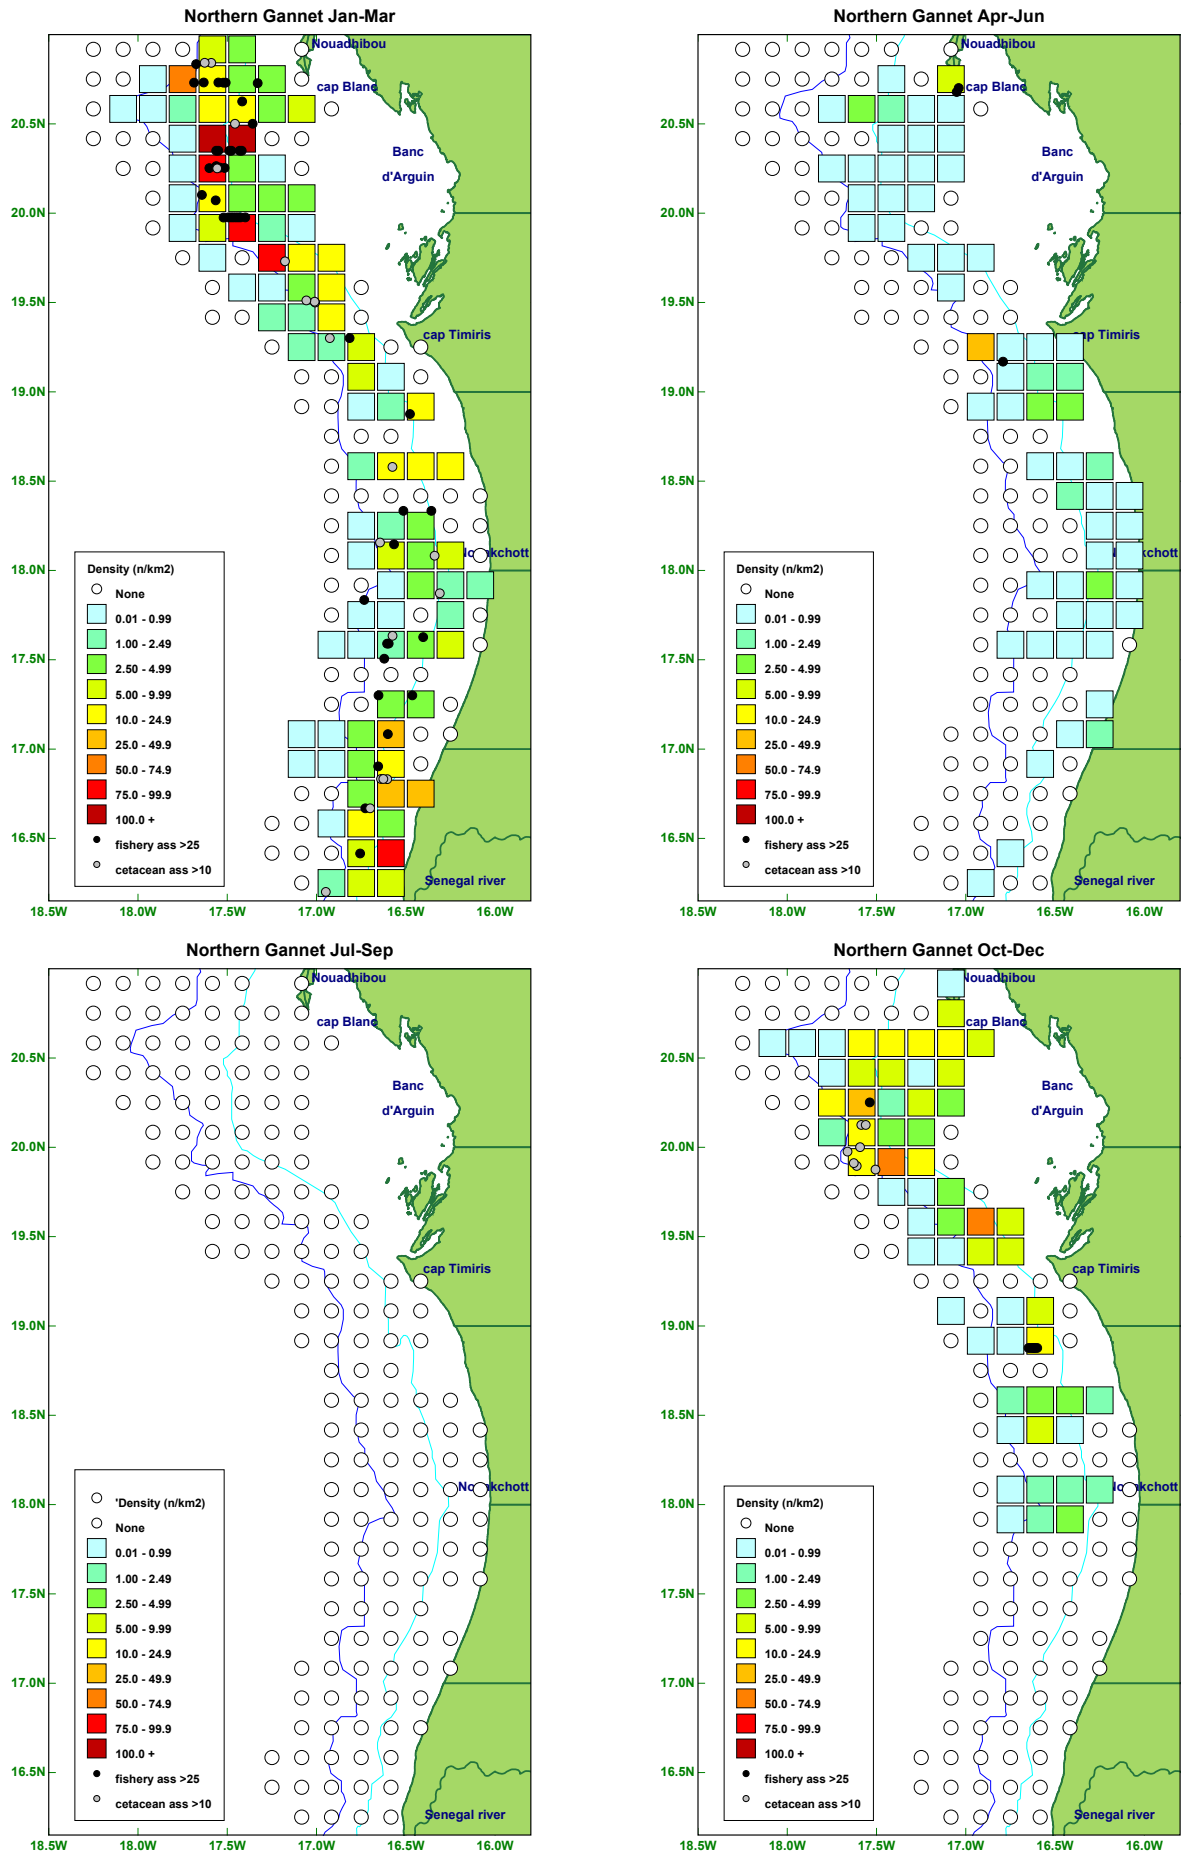 Northern Gannet Jan-Mar
Nouadhibou
cap Blanc
20.5N
Banc
d'Arguin
20.0N
19.5N
cap Timiris
19.0N
18.5N
Nouakchott
18.0N
17.5N
17.0N
16.5N
Senegal river
Density (n/km2)
None
0.01 - 0.99
1.00 - 2.49
2.50 - 4.99
5.00 - 9.99
10.0 - 24.9
25.0 - 49.9
50.0 - 74.9
75.0 - 99.9
100.0 +
fishery ass >25
cetacean ass >10
18.5W 18.0W 17.5W 17.0W 16.5W 16.0W
Northern Gannet Apr-Jun
Nouadhibou
cap Blanc
20.5N
Banc
d'Arguin
20.0N
19.5N
cap Timiris
19.0N
18.5N
Nouakchott
18.0N
17.5N
17.0N
16.5N
Senegal river
Density (n/km2)
None
0.01 - 0.99
1.00 - 2.49
2.50 - 4.99
5.00 - 9.99
10.0 - 24.9
25.0 - 49.9
50.0 - 74.9
75.0 - 99.9
100.0 +
fishery ass >25
cetacean ass >10
18.5W 18.0W 17.5W 17.0W 16.5W 16.0W
Northern Gannet Jul-Sep
Nouadhibou
cap Blanc
20.5N
Banc
d'Arguin
20.0N
19.5N
cap Timiris
19.0N
18.5N
Nouakchott
18.0N
17.5N
17.0N
16.5N
Senegal river
'Density (n/km2)
None
0.01 - 0.99
1.00 - 2.49
2.50 - 4.99
5.00 - 9.99
10.0 - 24.9
25.0 - 49.9
50.0 - 74.9
75.0 - 99.9
100.0 +
fishery ass >25
cetacean ass >10
18.5W 18.0W 17.5W 17.0W 16.5W 16.0W
Northern Gannet Oct-Dec
Nouadhibou
cap Blanc
20.5N
Banc
d'Arguin
20.0N
19.5N
cap Timiris
19.0N
18.5N
Nouakchott
18.0N
17.5N
17.0N
16.5N
Senegal river
Density (n/km2)
None
0.01 - 0.99
1.00 - 2.49
2.50 - 4.99
5.00 - 9.99
10.0 - 24.9
25.0 - 49.9
50.0 - 74.9
75.0 - 99.9
100.0 +
fishery ass >25
cetacean ass >10
18.5W 18.0W 17.5W 17.0W 16.5W 16.0W